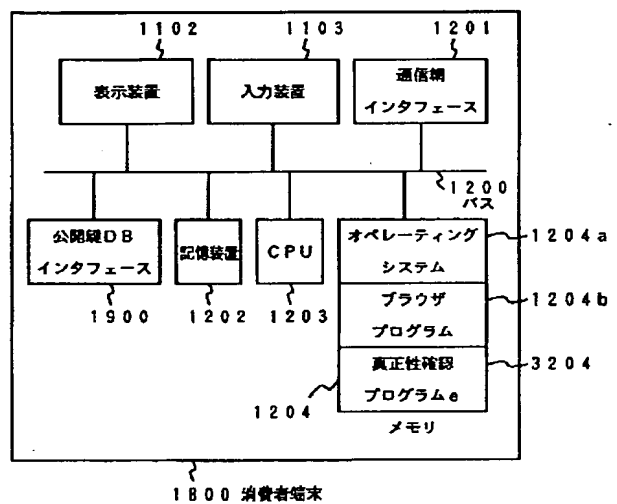 1102
1103
1201
表示装置
入力装置
通信網
インタフェース
1200
バス
公開鍵DB
インタフェース
記憶装置
CPU
オペレーティング
システム
ブラウザ
プログラム
真正性確認
プログラムe
1204a
1204b
3204
1900
1202
1203
1204
メモリ
1800 消費者端末